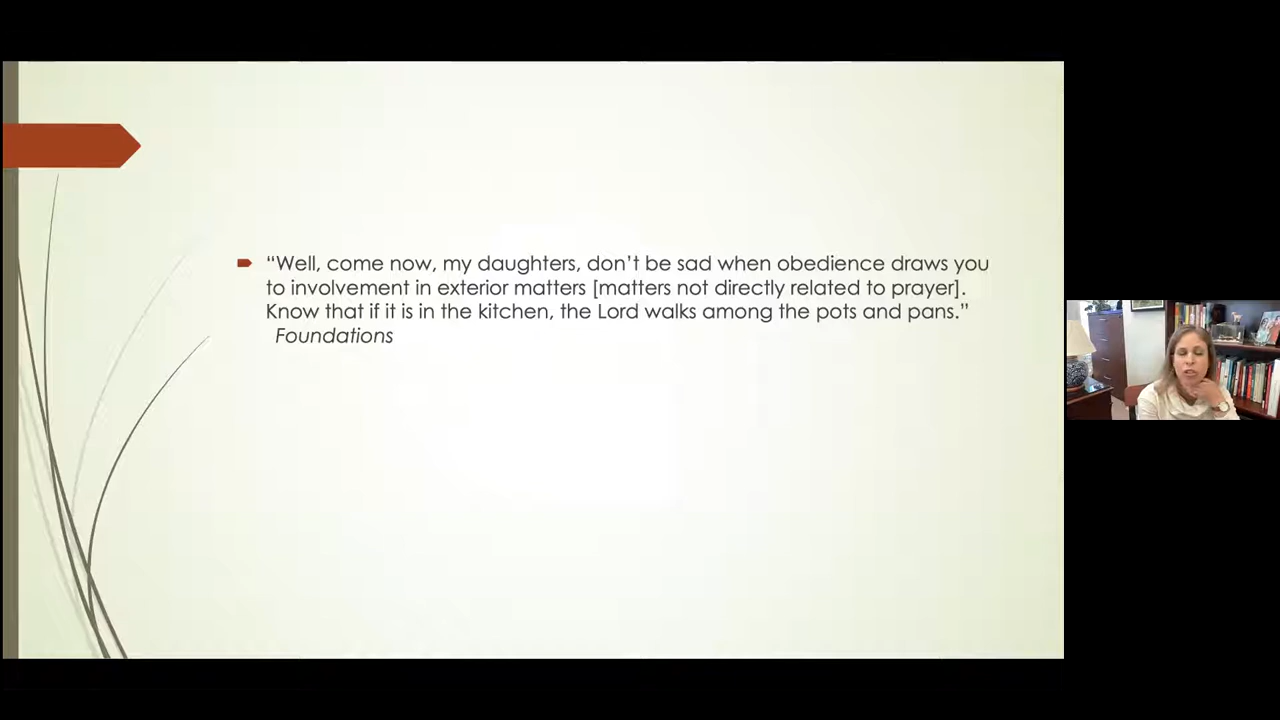 “Well, come now, my daughters, don’t be sad when obedience draws you
to involvement in exterior matters [matters not directly related to prayer].
Know that if it is in the kitchen, the Lord walks among the pots and pans.”
Foundations